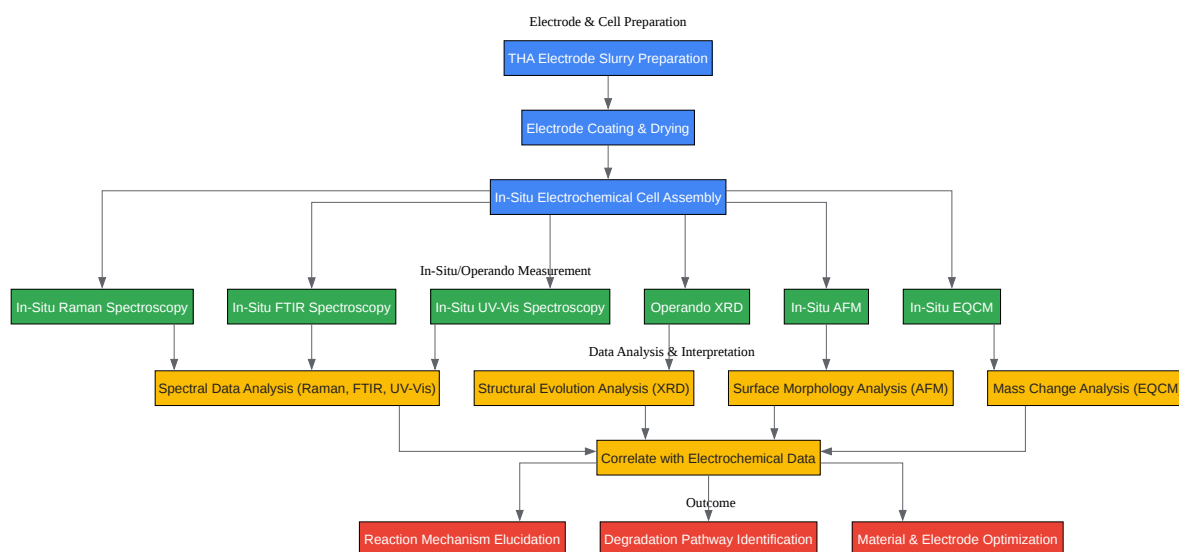 Electrode & Cell Preparation
THA Electrode Slurry Preparation
Electrode Coating & Drying
In-Situ Electrochemical Cell Assembly
In-Situ/Operando Measurement
In-Situ Raman Spectroscopy
In-Situ FTIR Spectroscopy
In-Situ UV-Vis Spectroscopy
Operando XRD
In-Situ AFM
In-Situ EQCM
Data Analysis & Interpretation
Spectral Data Analysis (Raman, FTIR, UV-Vis)
Structural Evolution Analysis (XRD)
Surface Morphology Analysis (AFM)
Mass Change Analysis (EQCM
Correlate with Electrochemical Data
Outcome
Reaction Mechanism Elucidation
Degradation Pathway Identification
Material & Electrode Optimization